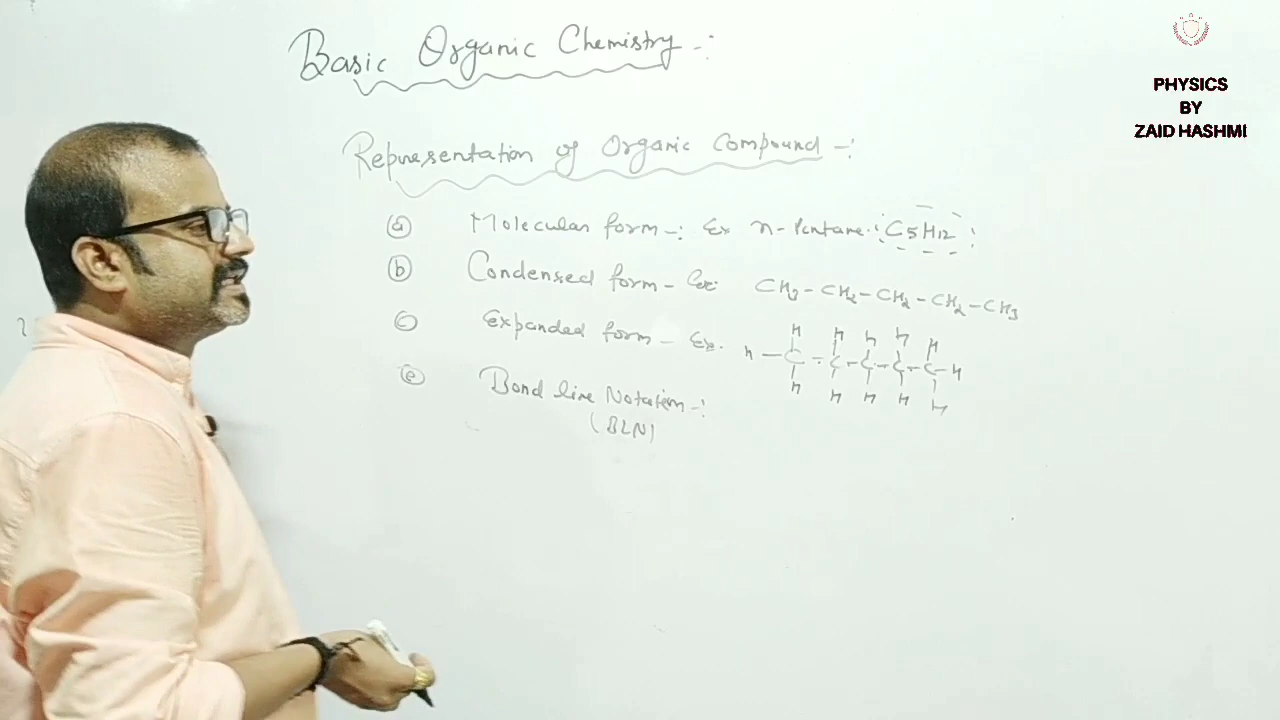 Basic Organic Chemistry -:
Representation of Organic Compound -:
(a) Molecular form -: Ex n-Pentane : C5H12
(b) Condensed form - Ex: CH3 - CH2 - CH2 - CH2 - CH3
(c) Expanded form - Ex.
H H H H H
H - C - C - C - C - C - H
H H H H H
(e) Bond line Notation -:
(BLN)
PHYSICS
BY
ZAID HASHMI